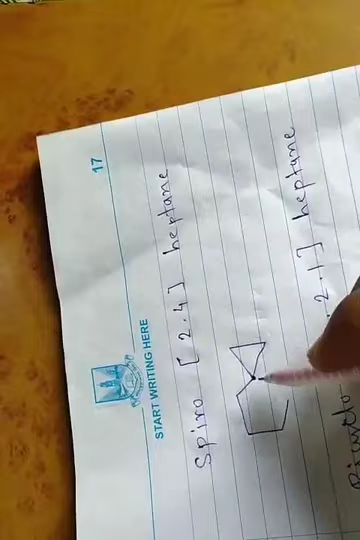 17
START WRITING HERE
Spiro [2.4] heptane
.2.1] heptane